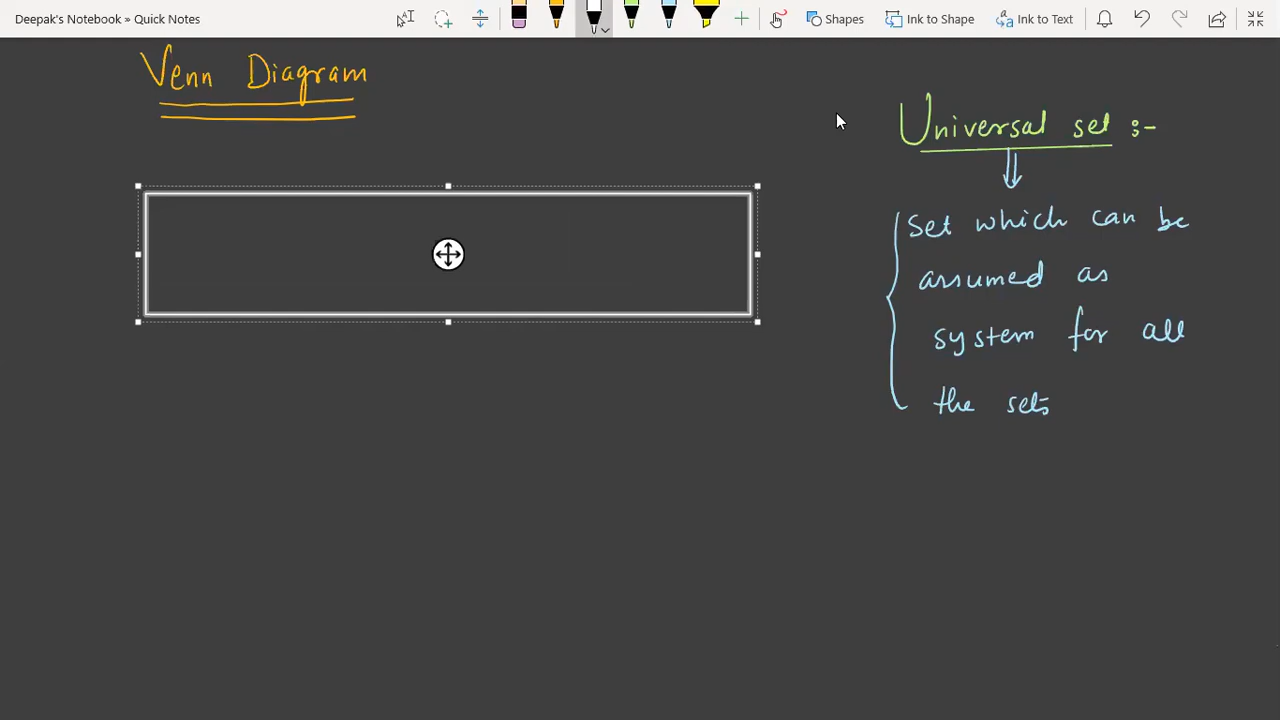 Deepak's Notebook » Quick Notes
Shapes
Ink to Shape
Ink to Text
Venn Diagram
Universal set :-
Set which can be
assumed as
system for all
the sets